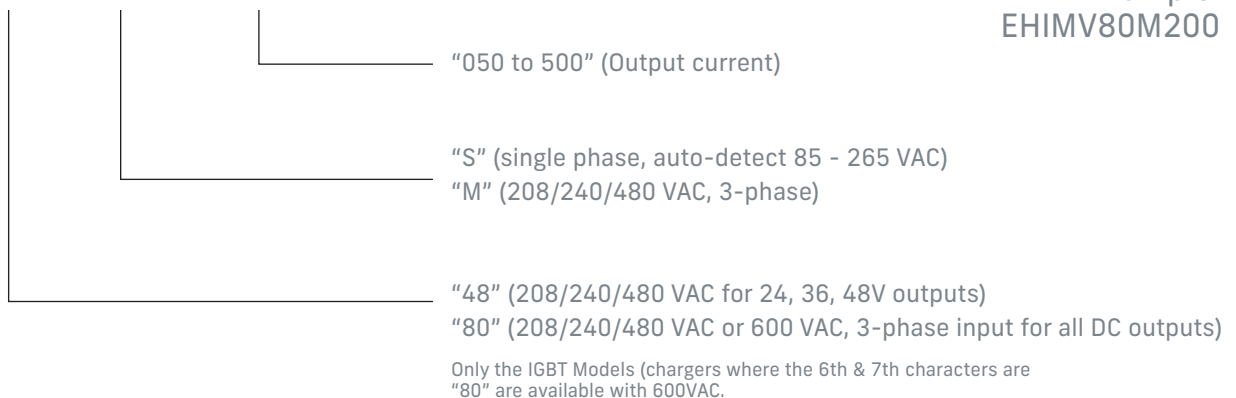 EHIMV80M200
“050 to 500” (Output current)
“S” (single phase, auto-detect 85 - 265 VAC)
“M” (208/240/480 VAC, 3-phase)
“48” (208/240/480 VAC for 24, 36, 48V outputs)
“80” (208/240/480 VAC or 600 VAC, 3-phase input for all DC outputs)
Only the IGBT Models (chargers where the 6th & 7th characters are
“80” are available with 600VAC.